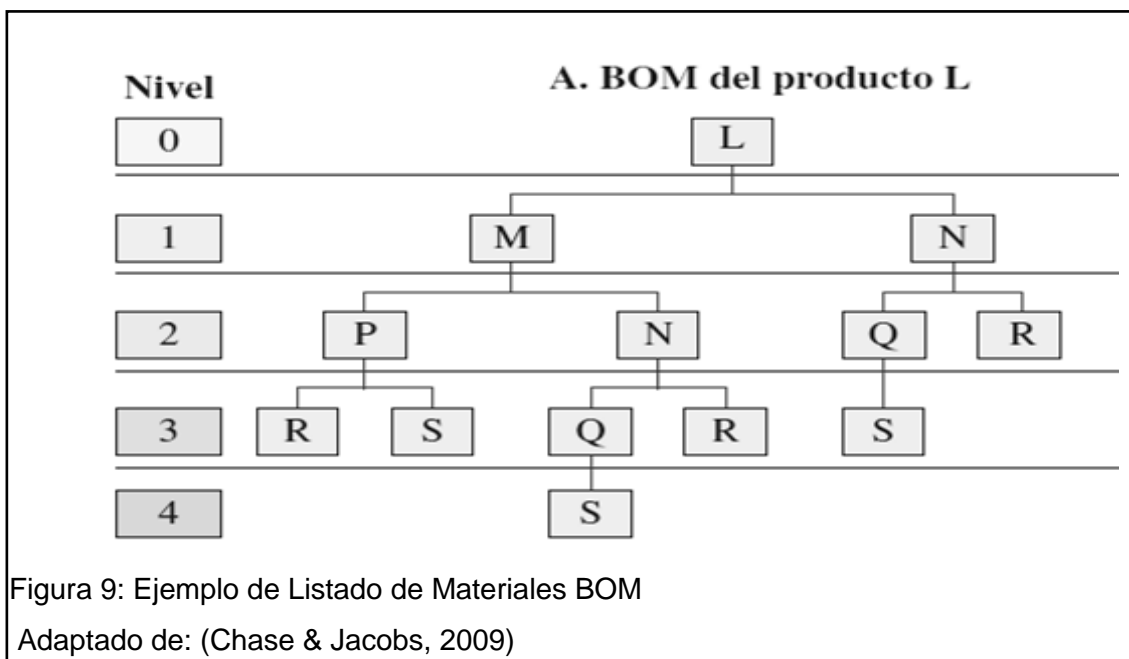 Nivel
A. BOM del producto L
0 L
1 M N
2 P N Q R
3 R S Q R S
4 S
Figura 9: Ejemplo de Listado de Materiales BOM
Adaptado de: (Chase & Jacobs, 2009)